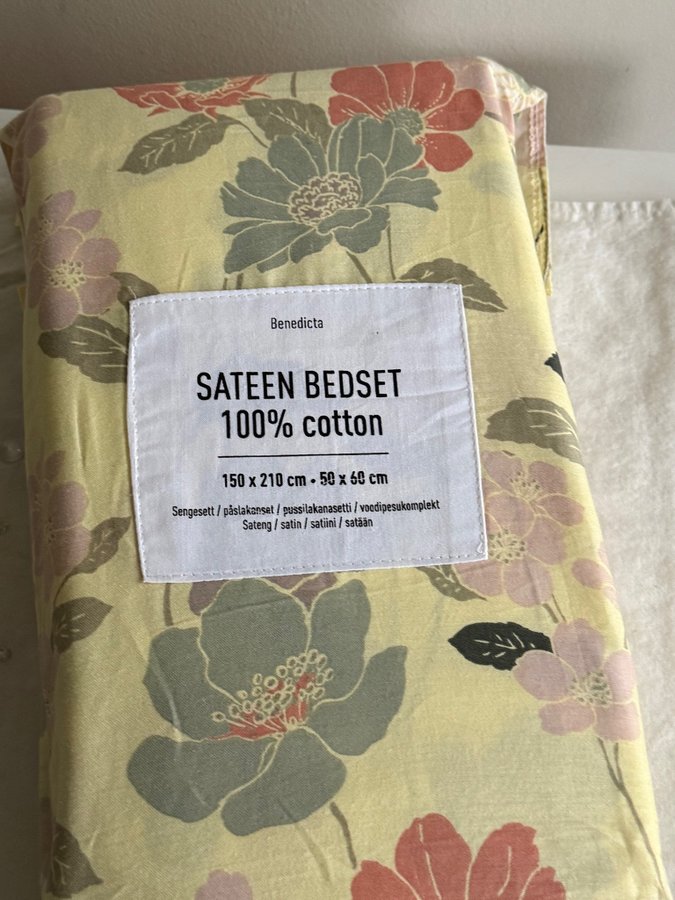 Benedicta
SATEEN BEDSET
100% cotton
150 x 210 cm • 50 x 60 cm
Sengesett / påslakanset / pussilakanasetti / voodipesukomplekt
Sateng / satin / satiini / satään